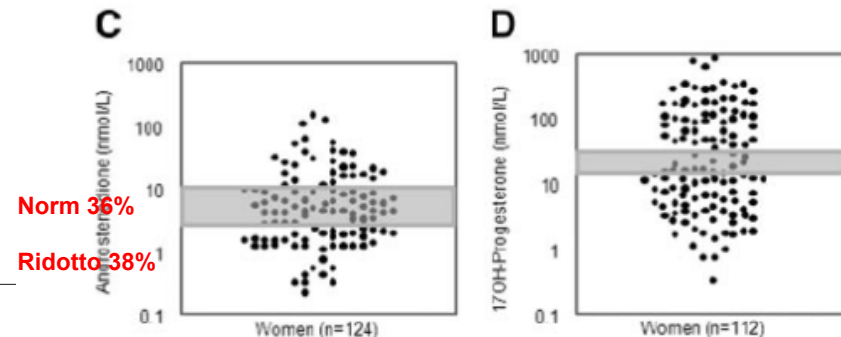 C
Androstenedione (nmol/L)
1000
100
10
1
0.1
Norm 36%
Ridotto 38%
Women (n=124)
D
17OH-Progesterone (nmol/L)
1000
100
10
1
0.1
Women (n=112)